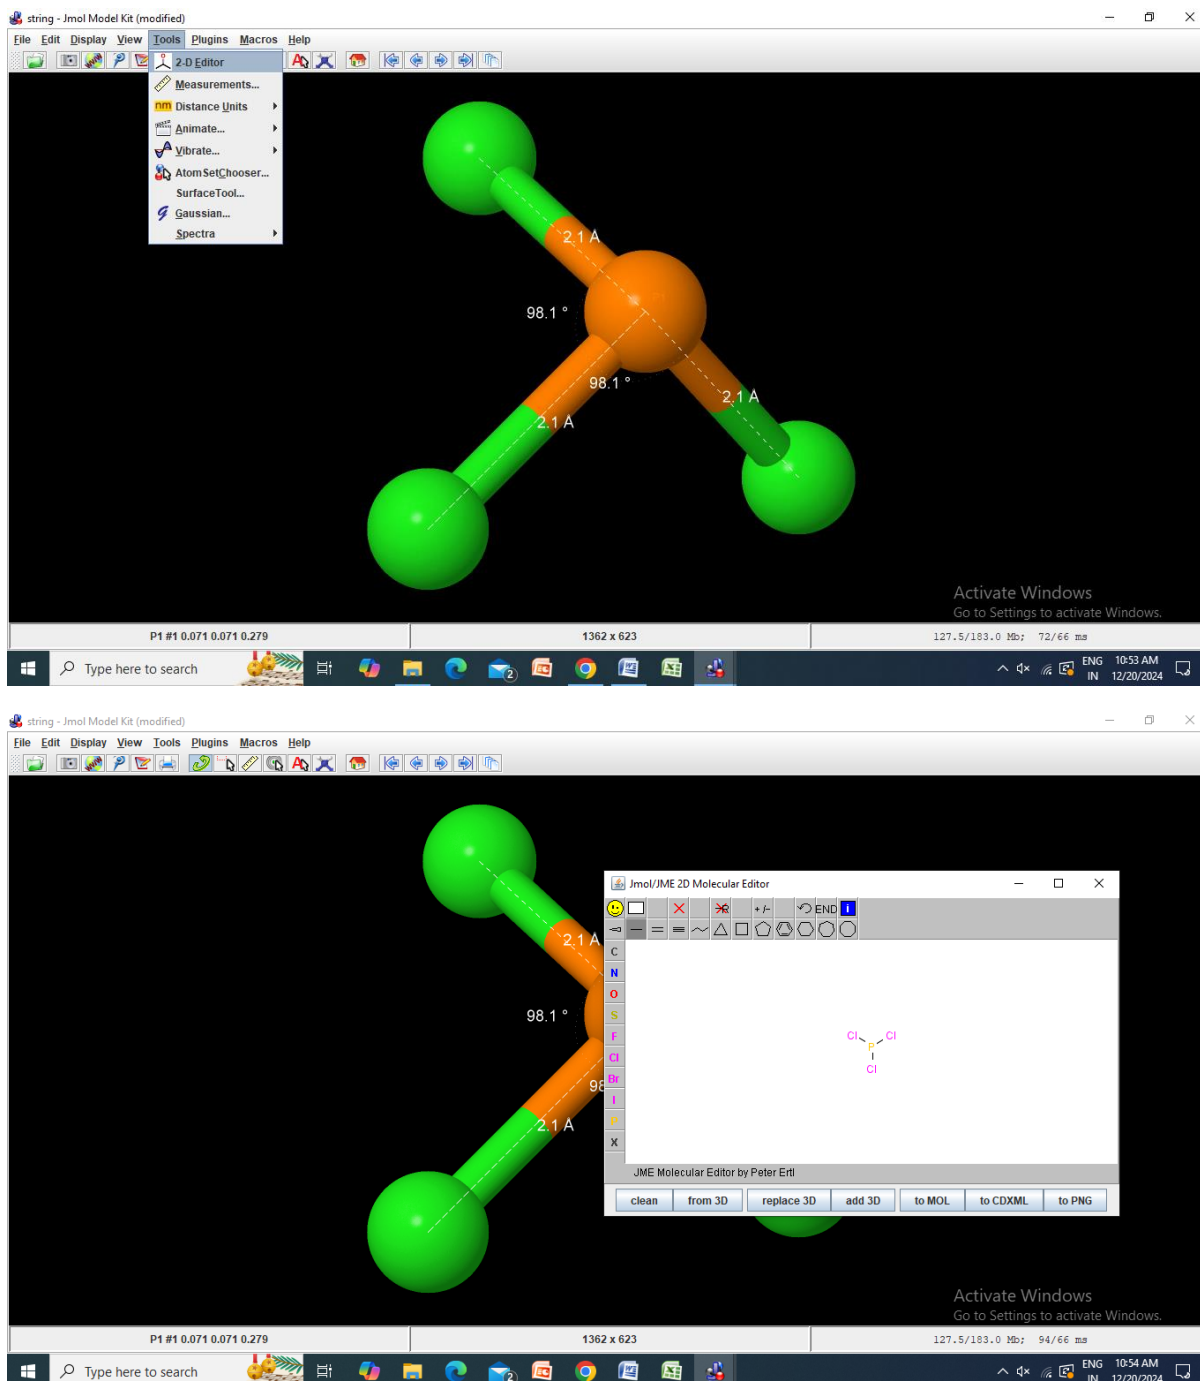 string - Jmol Model Kit (modified)
File Edit Display View Tools Plugins Macros Help
2-D Editor
Measurements...
nm Distance Units
Animate...
Vibrate...
AtomSetChooser...
SurfaceTool...
Gaussian...
Spectra
2.1 A
98.1 °
98.1 °
2.1 A
2.1 A
Activate Windows
Go to Settings to activate Windows.
P1 #1 0.071 0.071 0.279 1362 x 623 127.5/183.0 Mb; 72/66 ms
Type here to search 2 ENG 10:53 AM
IN 12/20/2024
string - Jmol Model Kit (modified)
File Edit Display View Tools Plugins Macros Help
Jmol/JME 2D Molecular Editor
+ /- END i
C
N
O
S
F
Cl
Br
I
P
X
2.1 A
98.1 °
98
2.1 A
Cl Cl
P
Cl
JME Molecular Editor by Peter Ertl
clean from 3D replace 3D add 3D to MOL to CDXML to PNG
Activate Windows
Go to Settings to activate Windows.
P1 #1 0.071 0.071 0.279 1362 x 623 127.5/183.0 Mb; 94/66 ms
Type here to search 2 ENG 10:54 AM
IN 12/20/2024